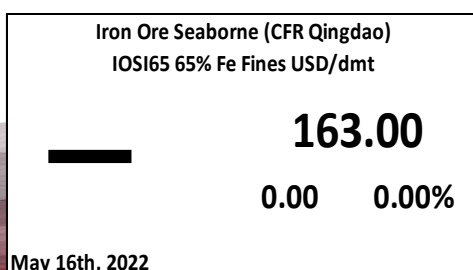 Iron Ore Seaborne (CFR Qingdao)
IOSI65 65% Fe Fines USD/dmt
163.00
0.00 0.00%
May 16th, 2022